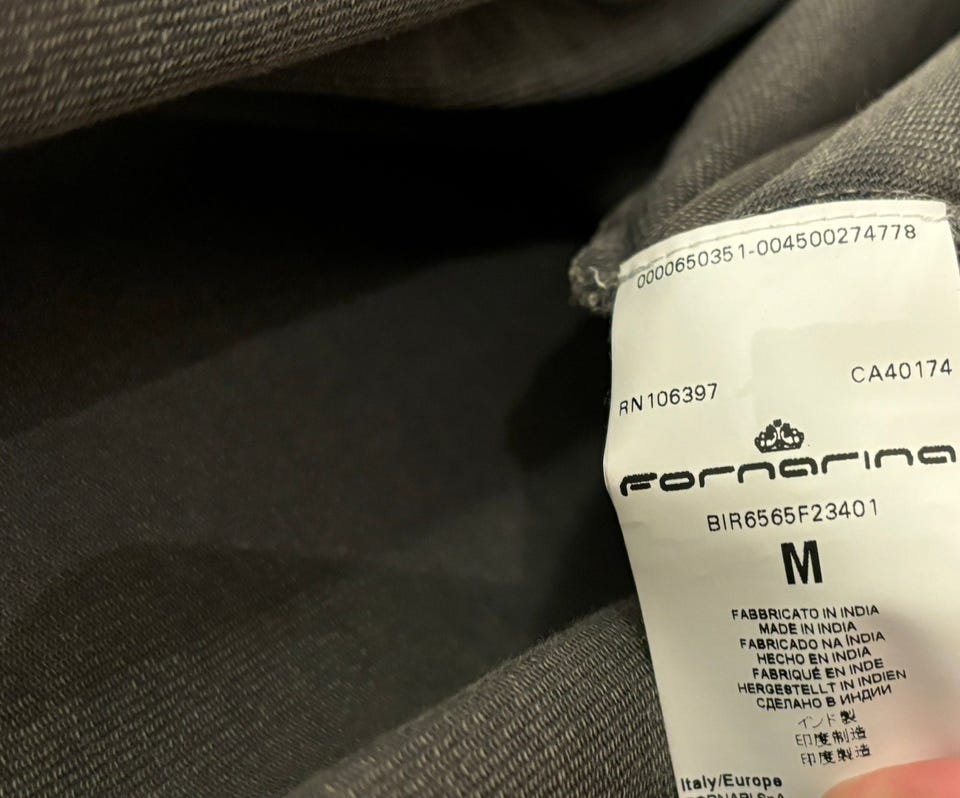 0000650351-004500274778
RN106397 CA40174
Fornarina
BIR6565F23401
M
FABBRICATO IN INDIA
MADE IN INDIA
FABRICADO NA ÍNDIA
HECHO EN INDIA
FABRIQUÉ EN INDE
HERGESTELLT IN INDIEN
СДЕЛАНО В ИНДИИ
インド製
印度制造
印度製造
Italy/Europe